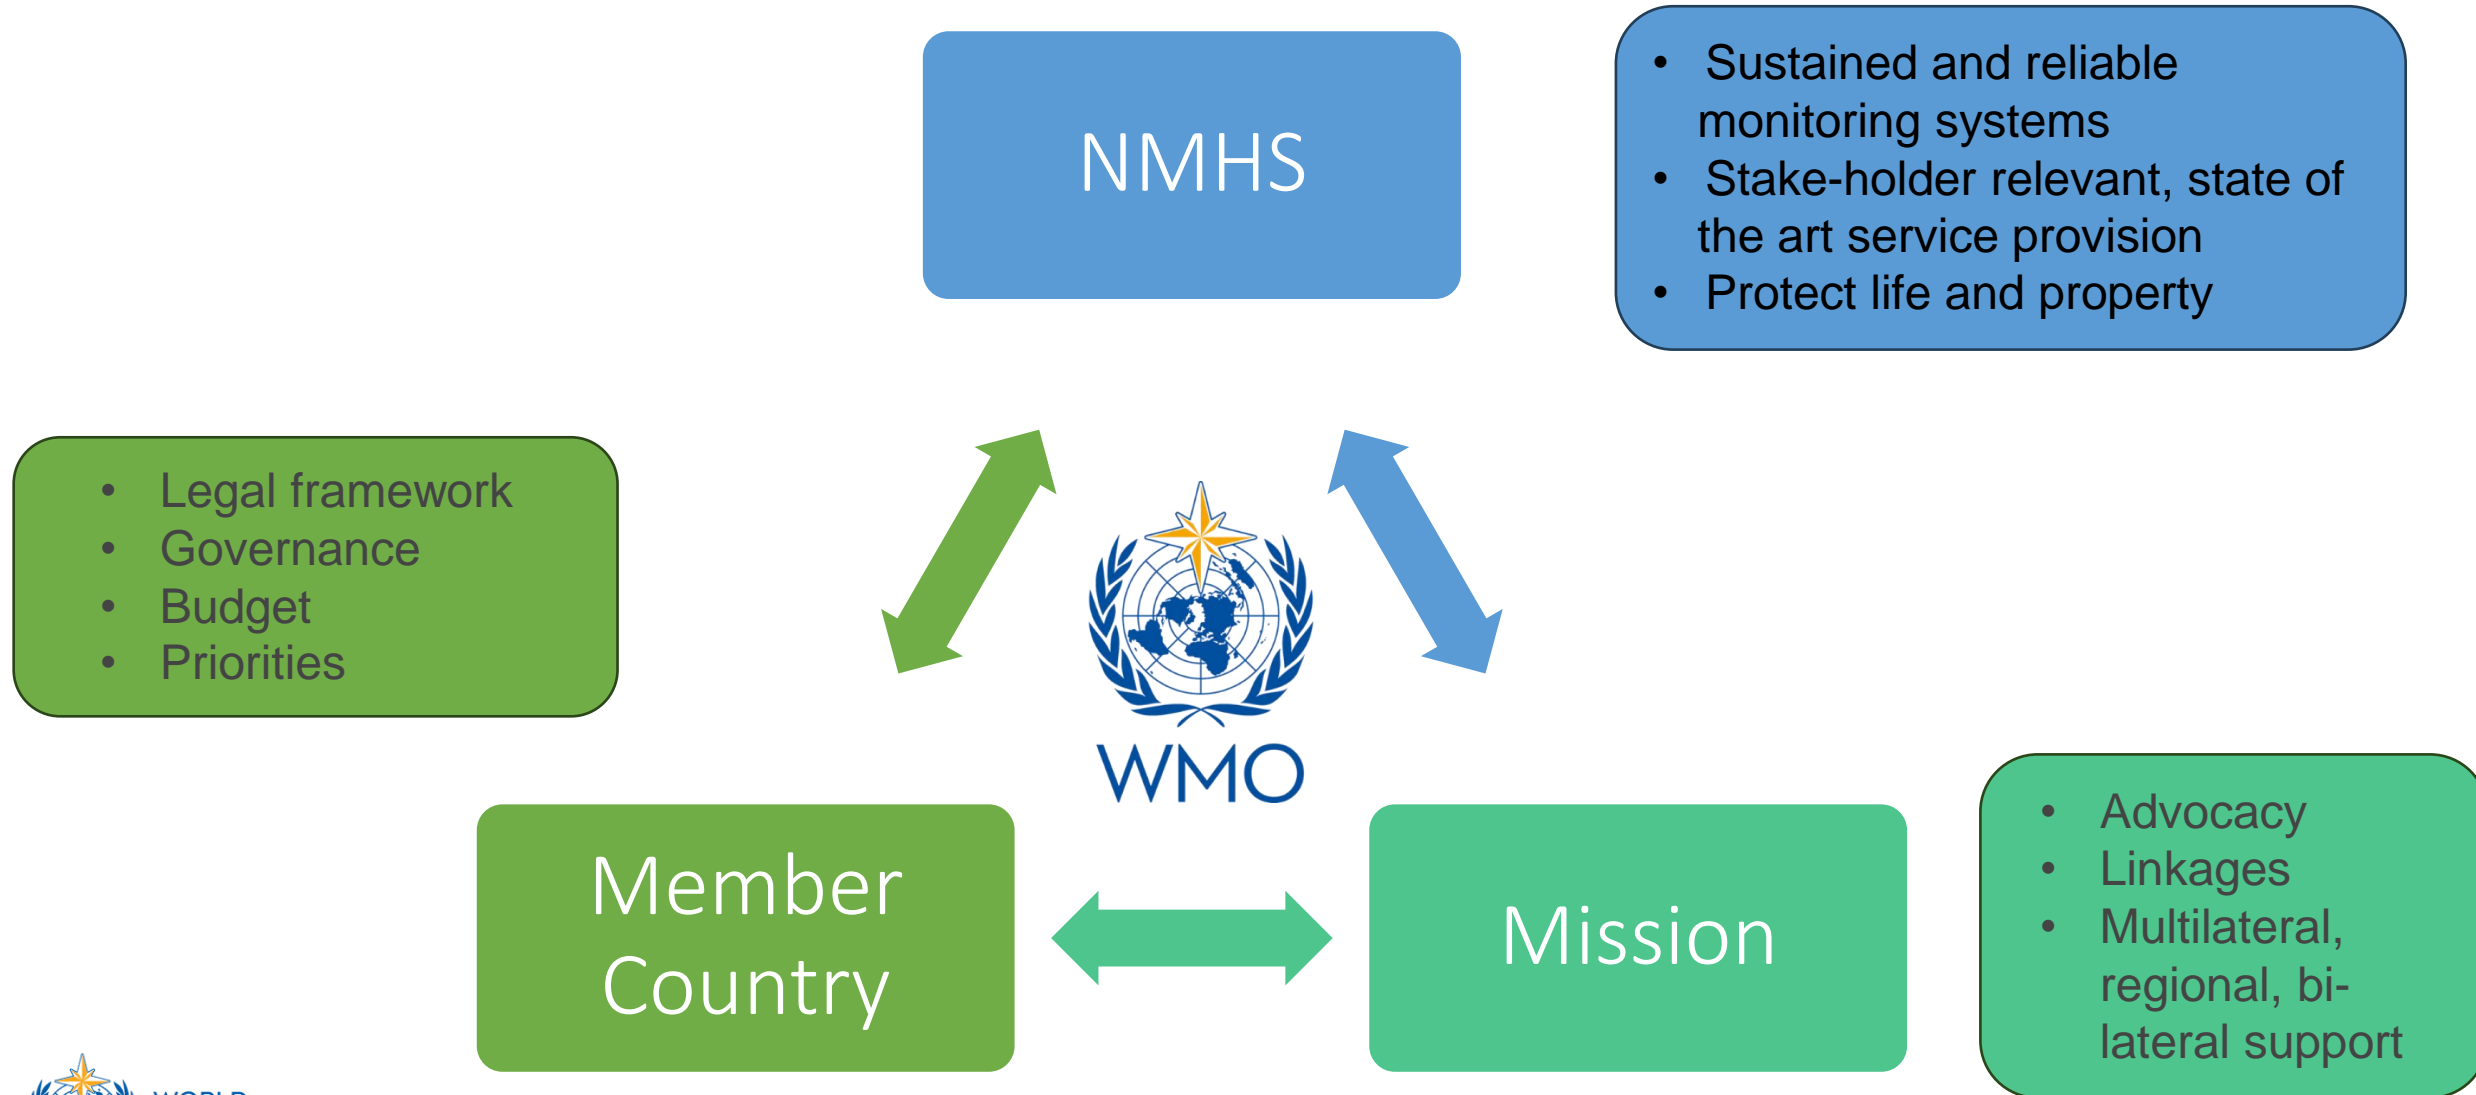 NMHS
• Sustained and reliable
monitoring systems
• Stake-holder relevant, state of
the art service provision
• Protect life and property
• Legal framework
• Governance
• Budget
• Priorities
WMO
Member
Country
Mission
• Advocacy
• Linkages
• Multilateral,
regional, bi-
lateral support
WORLD